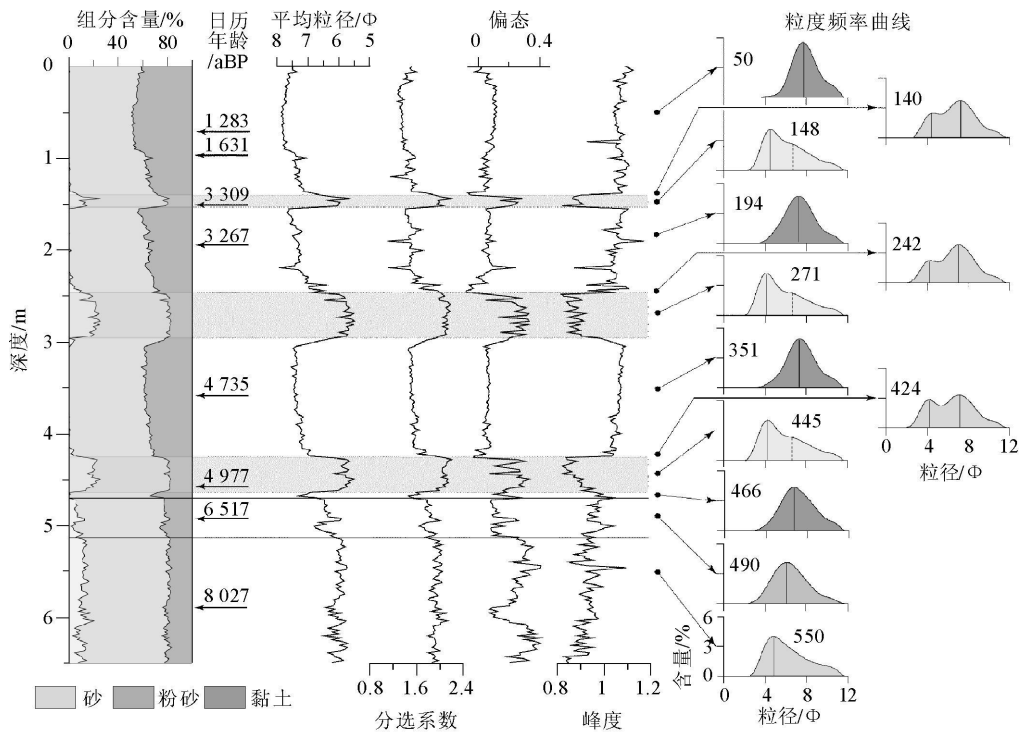 组分含量/%
0 40 80
日历
年龄
/aBP
平均粒径/Φ
8 7 6 5
偏态
0 0.4
粒度频率曲线
深度/m
0
1
2
3
4
5
6
1 283
1 631
3 309
3 267
4 735
4 977
6 517
8 027
0.8 1.6 2.4
分选系数
0.8 1 1.2
峰度
砂 粉砂 黏土
50
148
194
271
351
445
466
490
550
含量/%
6
3
0
0 4 8 12
粒径/Φ
140
242
424
0 4 8 12
粒径/Φ